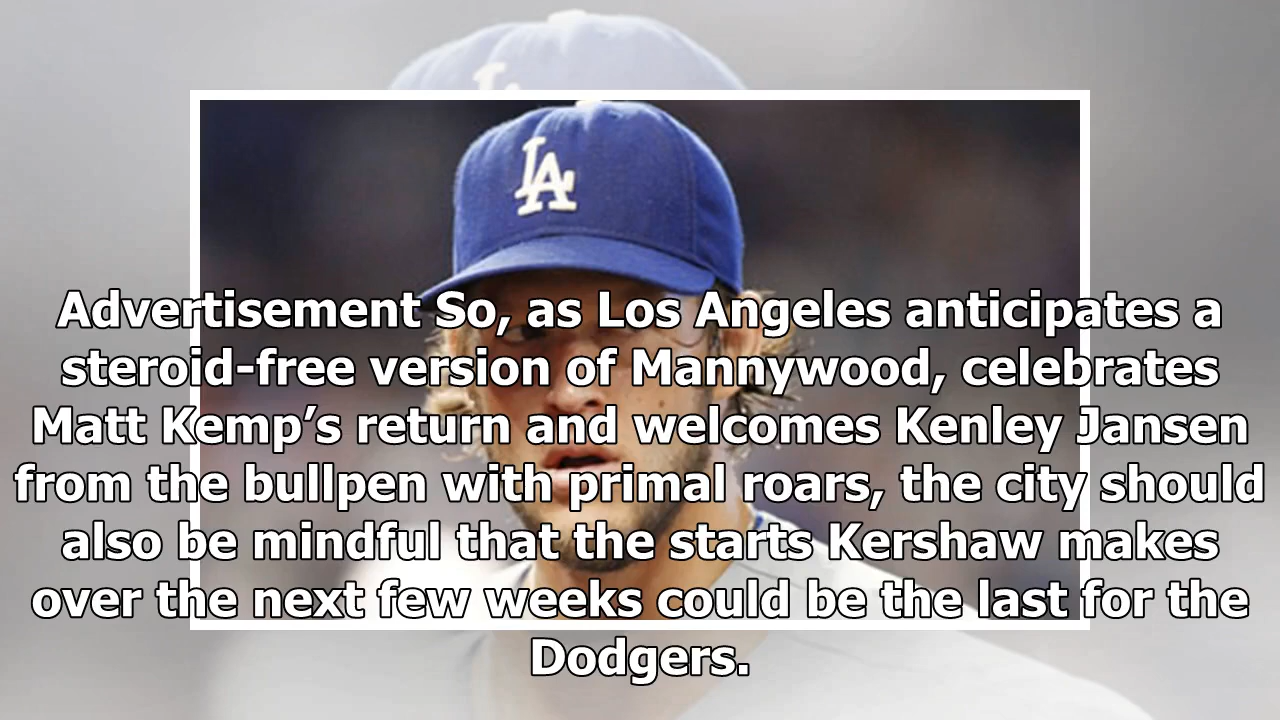 LA
Advertisement So, as Los Angeles anticipates a
steroid-free version of Mannywood, celebrates
Matt Kemp’s return and welcomes Kenley Jansen
from the bullpen with primal roars, the city should
also be mindful that the starts Kershaw makes
over the next few weeks could be the last for the
Dodgers.